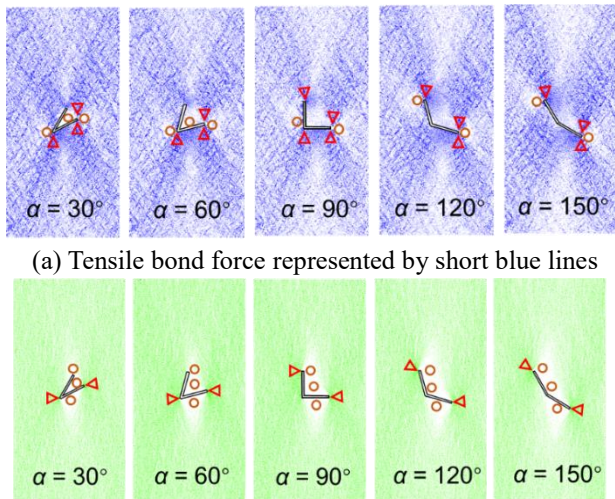 α = 30° α = 60° α = 90° α = 120° α = 150°
(a) Tensile bond force represented by short blue lines
α = 30° α = 60° α = 90° α = 120° α = 150°